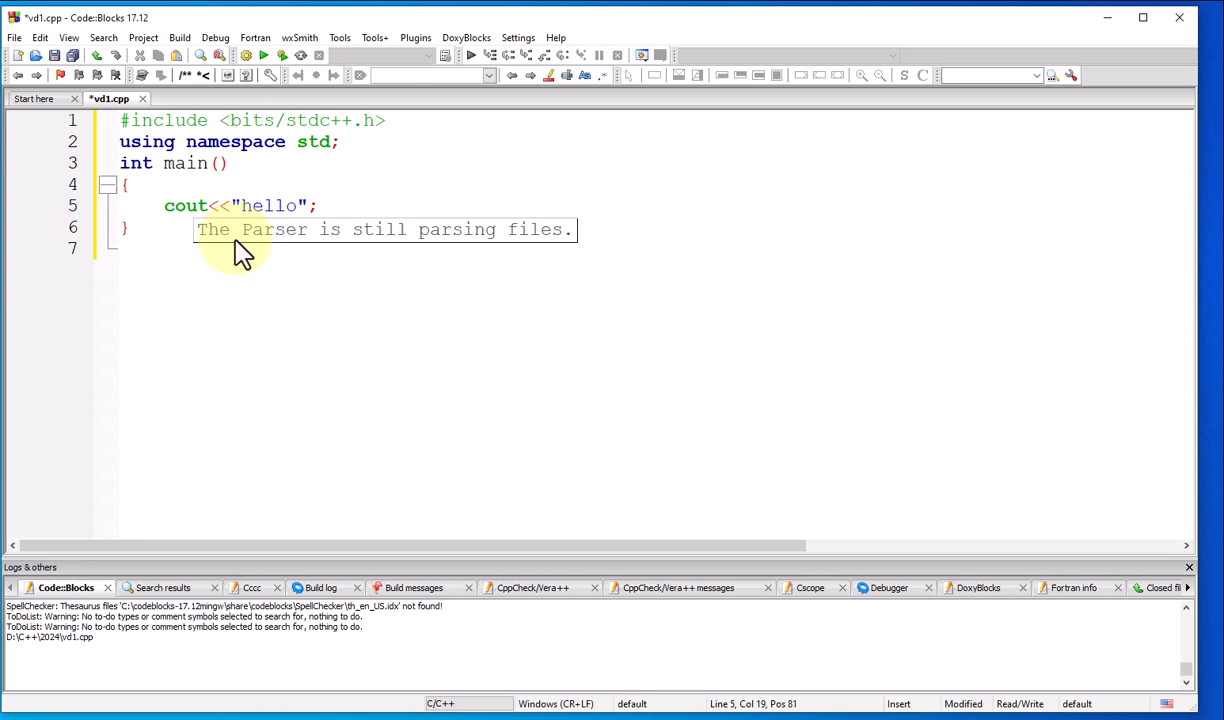 *vd1.cpp - Code::Blocks 17.12
File Edit View Search Project Build Debug Fortran wxSmith Tools Tools+ Plugins DoxyBlocks Settings Help
/** *<
S C
Start here *vd1.cpp
1 #include <bits/stdc++.h>
2 using namespace std;
3 int main()
4 {
5 cout<<"hello";
6 }
The Parser is still parsing files.
7
Logs & others
Code::Blocks Search results Cccc Build log Build messages CppCheck/Vera++ CppCheck/Vera++ messages Cscope Debugger DoxyBlocks Fortran info Closed fil
SpellChecker: Thesaurus files 'C:\codeblocks-17.12mingw\share\codeblocks\SpellChecker\th_en_US.idx' not found!
ToDoList: Warning: No to-do types or comment symbols selected to search for, nothing to do.
ToDoList: Warning: No to-do types or comment symbols selected to search for, nothing to do.
D:\C++\2024\vd1.cpp
C/C++ Windows (CR+LF) default Line 5, Col 19, Pos 81 Insert Modified Read/Write default